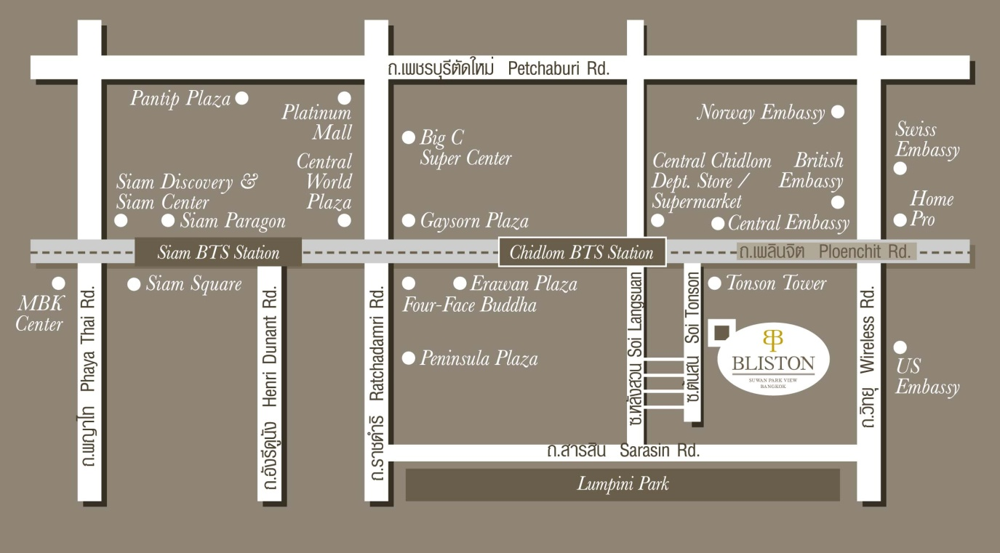 ถ.เพชรบุรีตัดใหม่ Petchaburi Rd.
Pantip Plaza
Platinum
Mall
Norway Embassy
Big C
Super Center
Swiss
Embassy
Central
World
Plaza
Siam Discovery &
Siam Center
Siam Paragon
Gaysorn Plaza
Central Chidlom
Dept. Store /
Supermarket
British
Embassy
Central Embassy
Home
Pro
Siam BTS Station
Chidlom BTS Station
ถ.เพลินจิต Ploenchit Rd.
MBK
Center
Siam Square
Four-Face Buddha
Erawan Plaza
Tonson Tower
Peninsula Plaza
ถ.พญาไท Phaya Thai Rd.
ถ.อังรีดูนัง Henri Dunant Rd.
ถ.ราชดำริ Ratchadamri Rd.
ซ.หลังสวน Soi Langsuan
ซ.ต้นสน Soi Tonson
BLISTON
SUWAN PARK VIEW
BANGKOK
ถ.วิทยุ Wireless Rd.
US
Embassy
ถ.สารสิน Sarasin Rd.
Lumpini Park